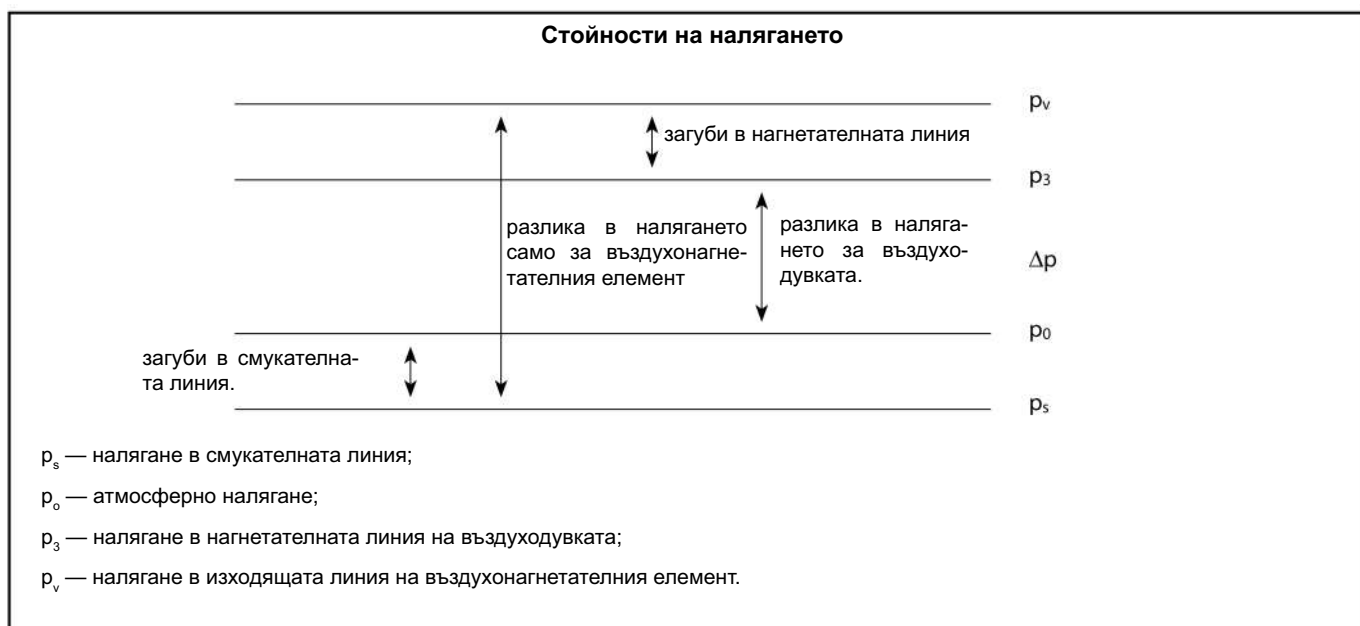 Стойности на налягането
pᵥ
загуби в нагнетателната линия
p₃
разлика в налягането
само за въздухонагне-
тателния елемент
разлика в наляга-
нето за въздухо-
дувката.
Δp
p₀
загуби в смукателна-
та линия.
pₛ
pₛ — налягане в смукателната линия;
pₒ — атмосферно налягане;
p₃ — налягане в нагнетателната линия на въздуходувката;
pᵥ — налягане в изходящата линия на въздухонагнетателния елемент.